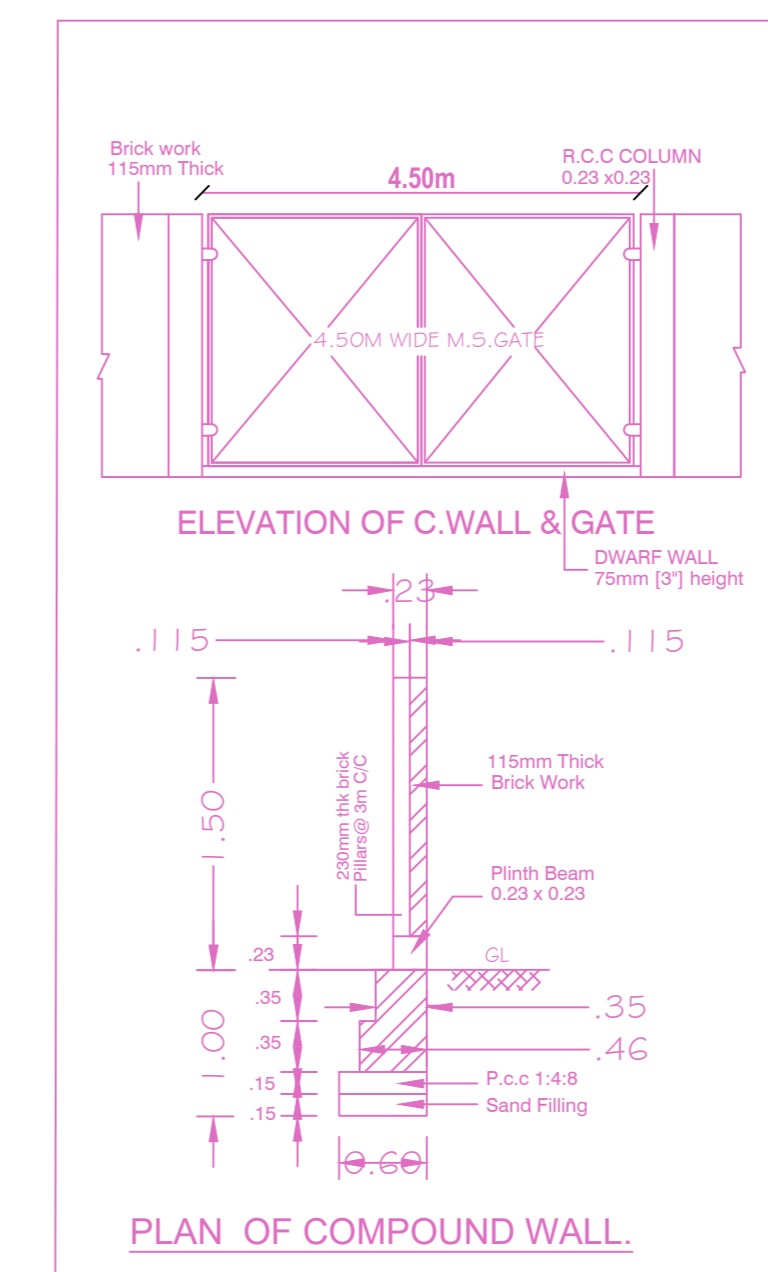 Brick work
115mm Thick
4.50m
R.C.C COLUMN
0.23 x0.23
4.50M WIDE M.S.GATE
ELEVATION OF C.WALL & GATE
DWARF WALL
75mm [3"] height
.23
.115
.115
1.50
230mm thk brick
Pillars@ 3m C/C
115mm Thick
Brick Work
Plinth Beam
0.23 x 0.23
.23
GL
.35
.35
1.00
.35
.46
.15
P.c.c 1:4:8
.15
Sand Filling
0.60
PLAN OF COMPOUND WALL.